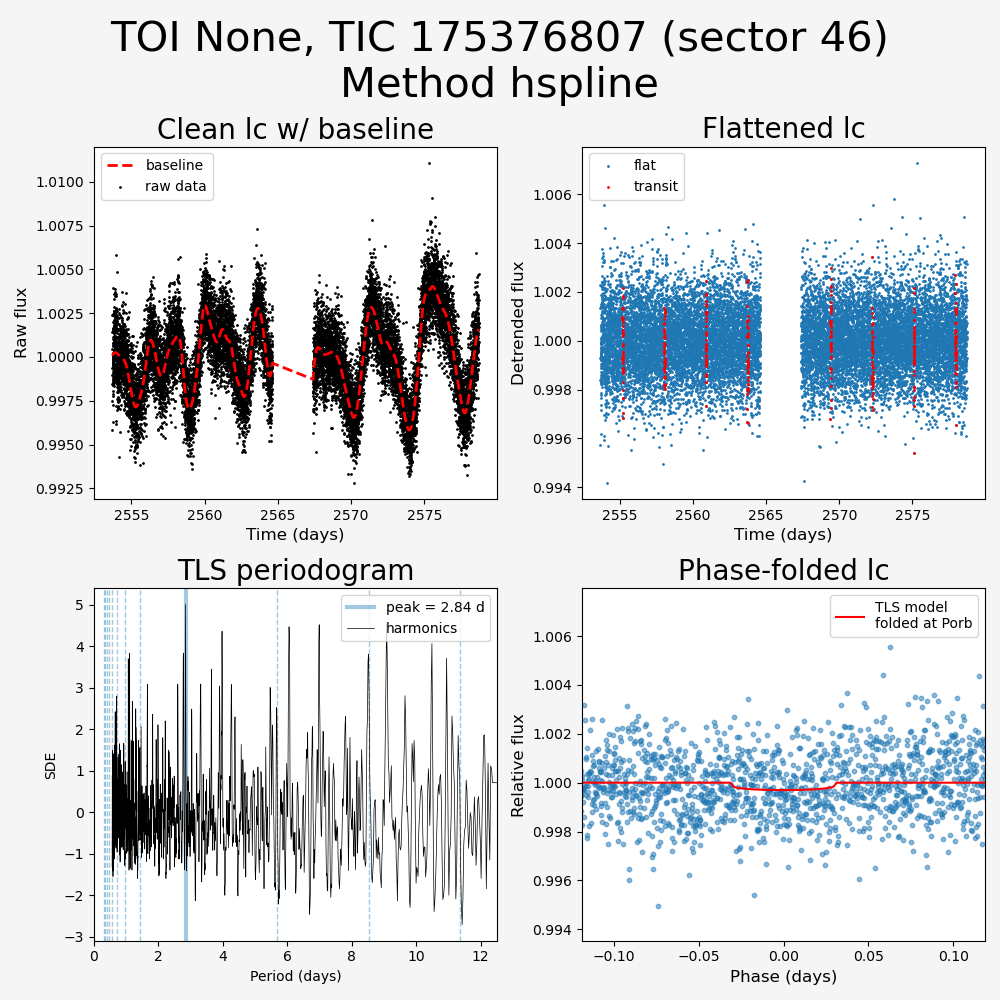 TOI None, TIC 175376807 (sector 46)
Method hspline
Clean lc w/ baseline
baseline
raw data
1.0100
1.0075
1.0050
1.0025
1.0000
0.9975
0.9950
0.9925
Raw flux
2555 2560 2565 2570 2575
Time (days)
Flattened lc
flat
transit
1.006
1.004
1.002
1.000
0.998
0.996
0.994
Detrended flux
2555 2560 2565 2570 2575
Time (days)
TLS periodogram
peak = 2.84 d
harmonics
5
4
3
2
1
0
−1
−2
−3
SDE
0 2 4 6 8 10 12
Period (days)
Phase-folded lc
TLS model
folded at Porb
1.006
1.004
1.002
1.000
0.998
0.996
0.994
Relative flux
−0.10 −0.05 0.00 0.05 0.10
Phase (days)